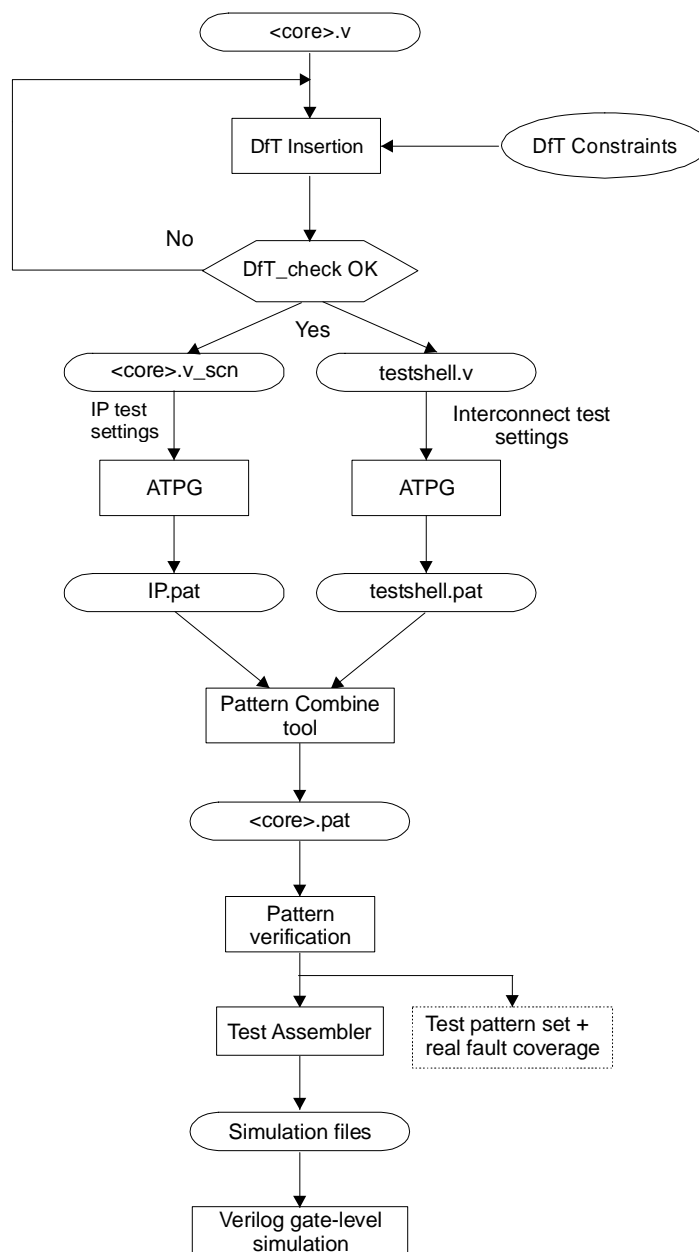 <core>.v
DfT Insertion
DfT Constraints
No
DfT_check OK
Yes
<core>.v_scn
testshell.v
IP test
settings
Interconnect test
settings
ATPG
ATPG
IP.pat
testshell.pat
Pattern Combine
tool
<core>.pat
Pattern
verification
Test Assembler
Test pattern set +
real fault coverage
Simulation files
Verilog gate-level
simulation